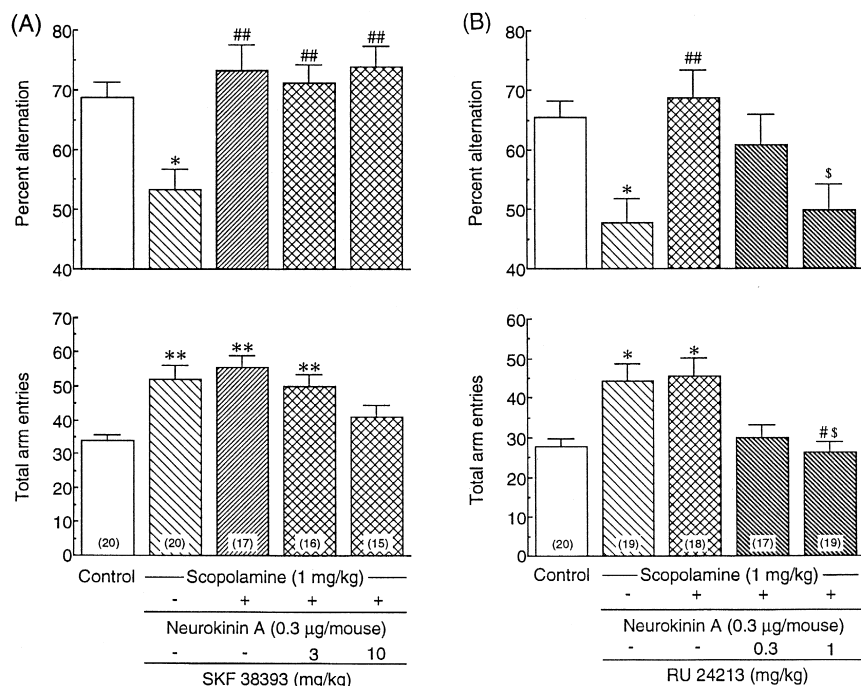 (A)
80
70
60
50
40
Percent alternation
*
##
##
##
70
60
50
40
30
20
10
0
Total arm entries
**
**
**
(20) (20) (17) (16) (15)
Control Scopolamine (1 mg/kg)
- + + +
Neurokinin A (0.3 μg/mouse)
- - 3 10
SKF 38393 (mg/kg)
(B)
80
70
60
50
40
Percent alternation
*
##
$
60
50
40
30
20
10
0
Total arm entries
*
*
# $
(20) (19) (18) (17) (19)
Control Scopolamine (1 mg/kg)
- + + +
Neurokinin A (0.3 μg/mouse)
- - 0.3 1
RU 24213 (mg/kg)